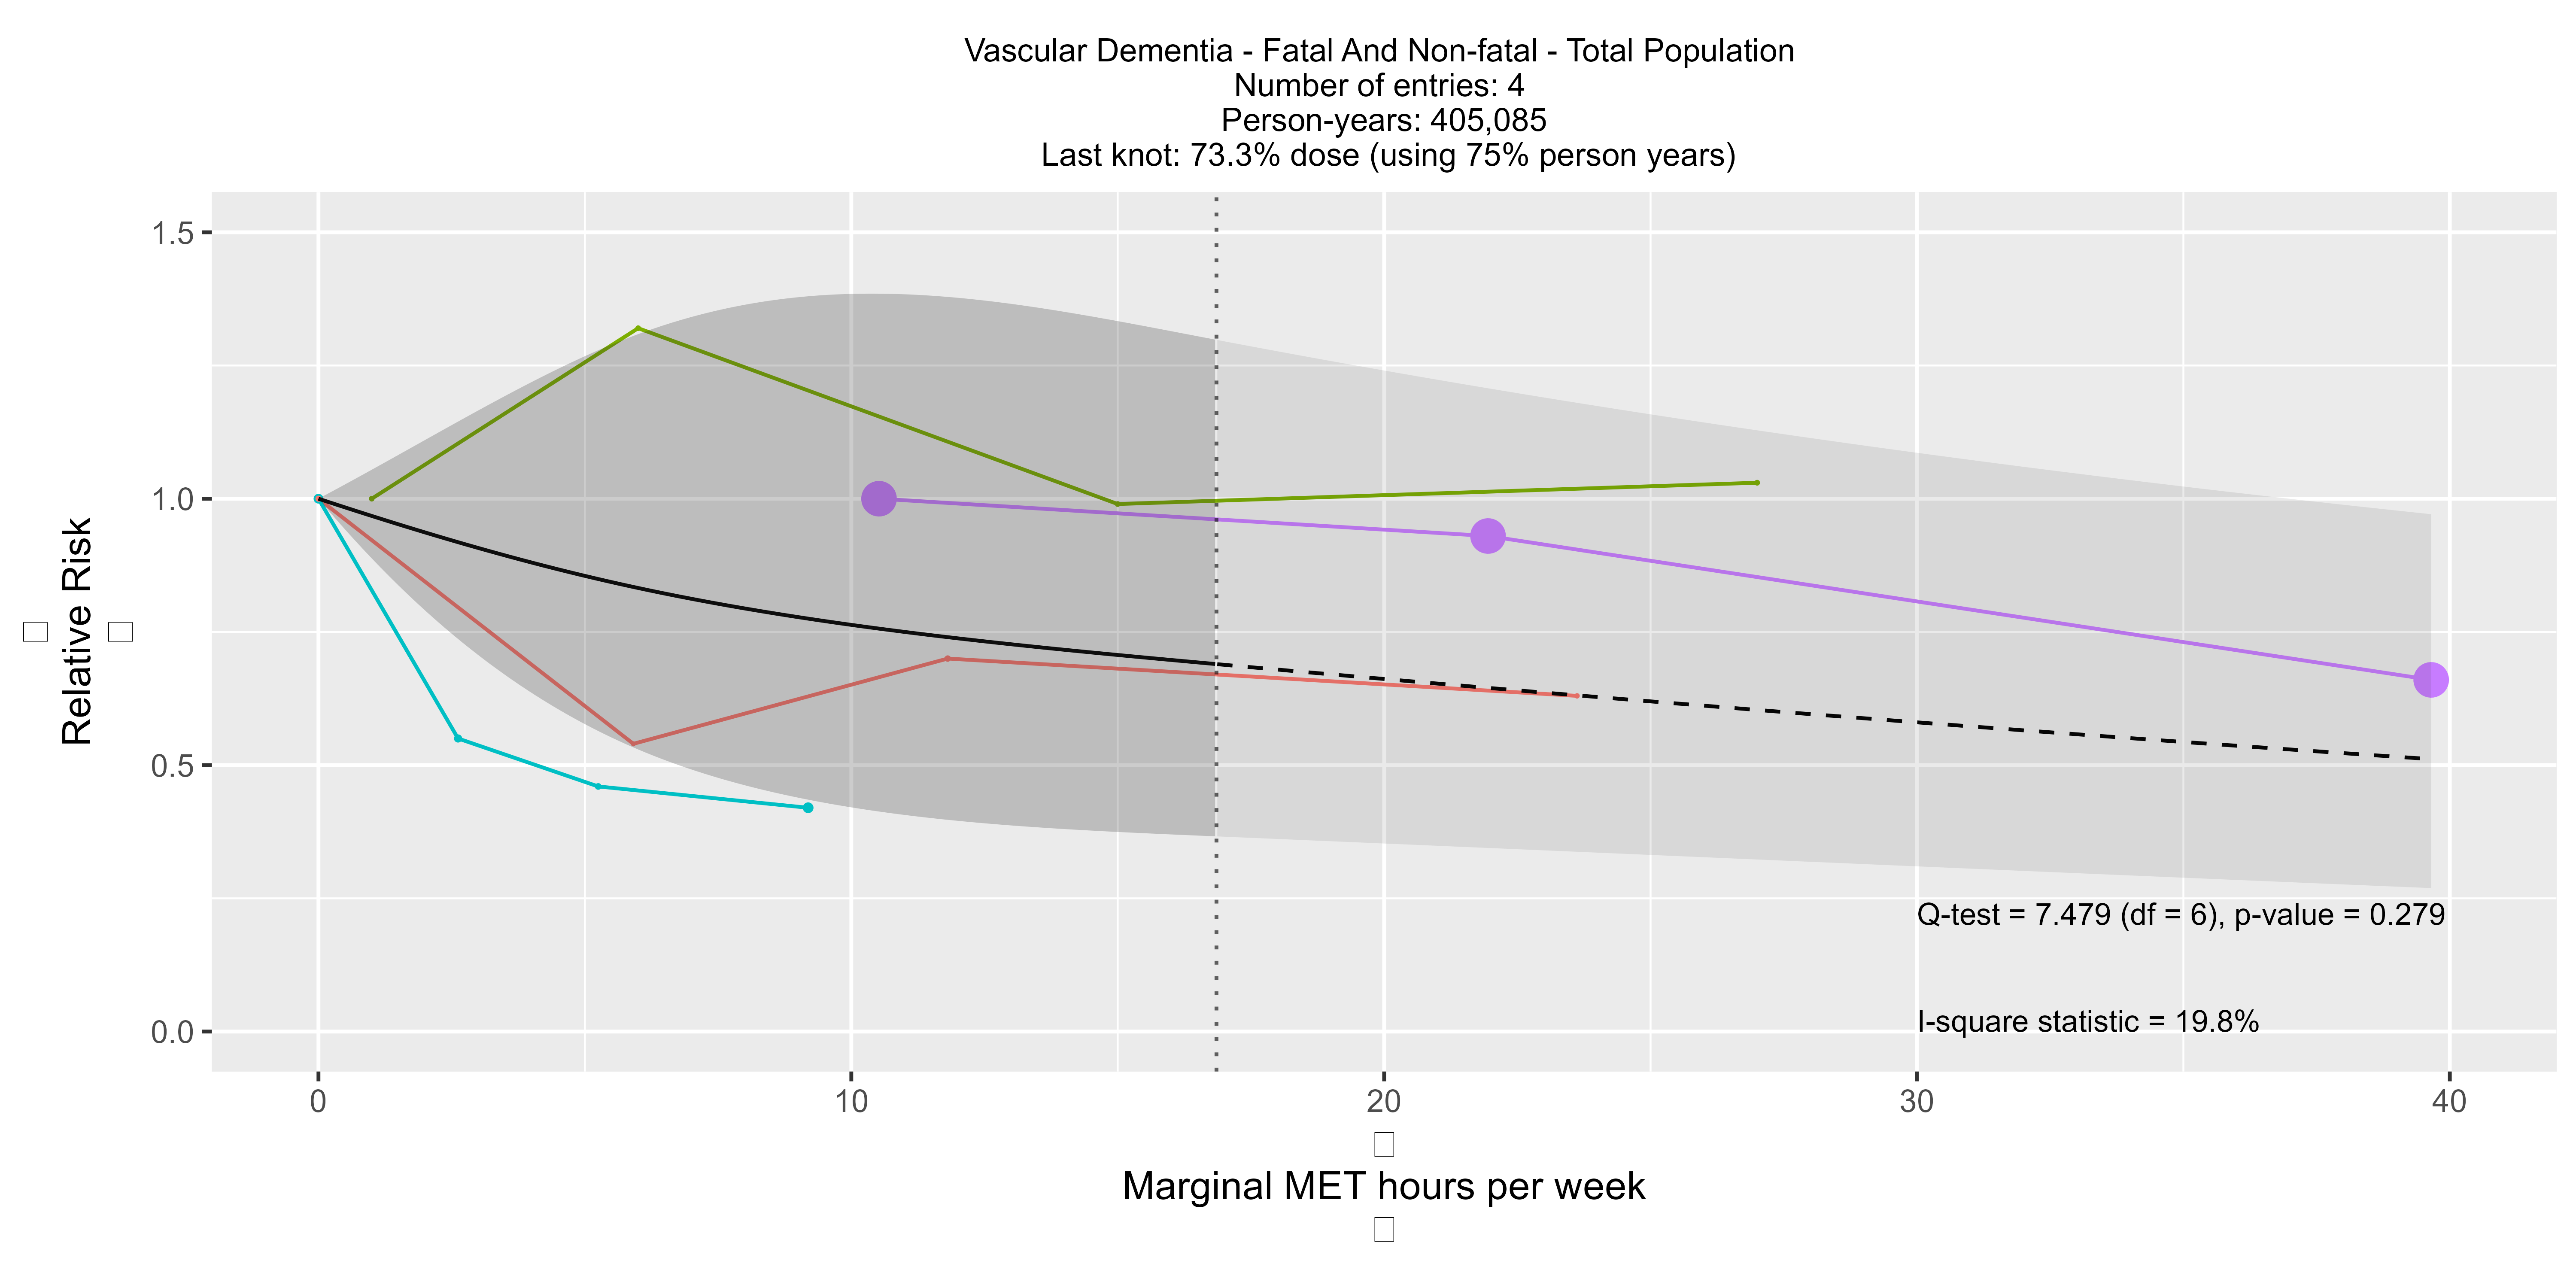 Vascular Dementia - Fatal And Non-fatal - Total Population
Number of entries: 4
Person-years: 405,085
Last knot: 73.3% dose (using 75% person years)
1.5
1.0
0.5
0.0
Relative Risk
Q-test = 7.479 (df = 6), p-value = 0.279
I-square statistic = 19.8%
0
10
20
30
40
Marginal MET hours per week